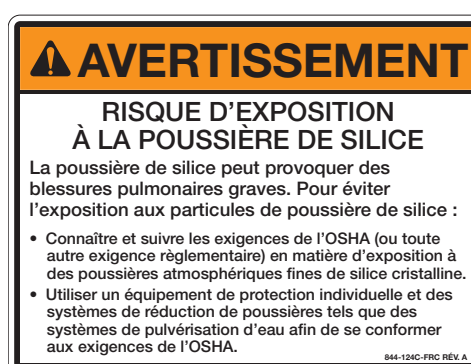 AVERTISSEMENT
RISQUE D’EXPOSITION
À LA POUSSIÈRE DE SILICE
La poussière de silice peut provoquer des
blessures pulmonaires graves. Pour éviter
l’exposition aux particules de poussière de silice :
• Connaître et suivre les exigences de l’OSHA (ou toute
autre exigence règlementaire) en matière d’exposition à
des poussières atmosphériques fines de silice cristalline.
• Utiliser un équipement de protection individuelle et des
systèmes de réduction de poussières tels que des
systèmes de pulvérisation d’eau afin de se conformer
aux exigences de l’OSHA.
844-124C-FRC RÉV. A